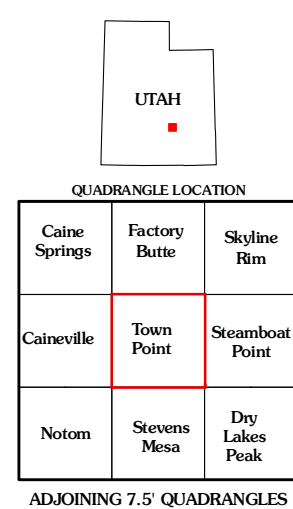 UTAH
QUADRANGLE LOCATION
Caine
Springs
Factory
Butte
Skyline
Rim
Caineville
Town
Point
Steamboat
Point
Notom
Stevens
Mesa
Dry
Lakes
Peak
ADJOINING 7.5' QUADRANGLES